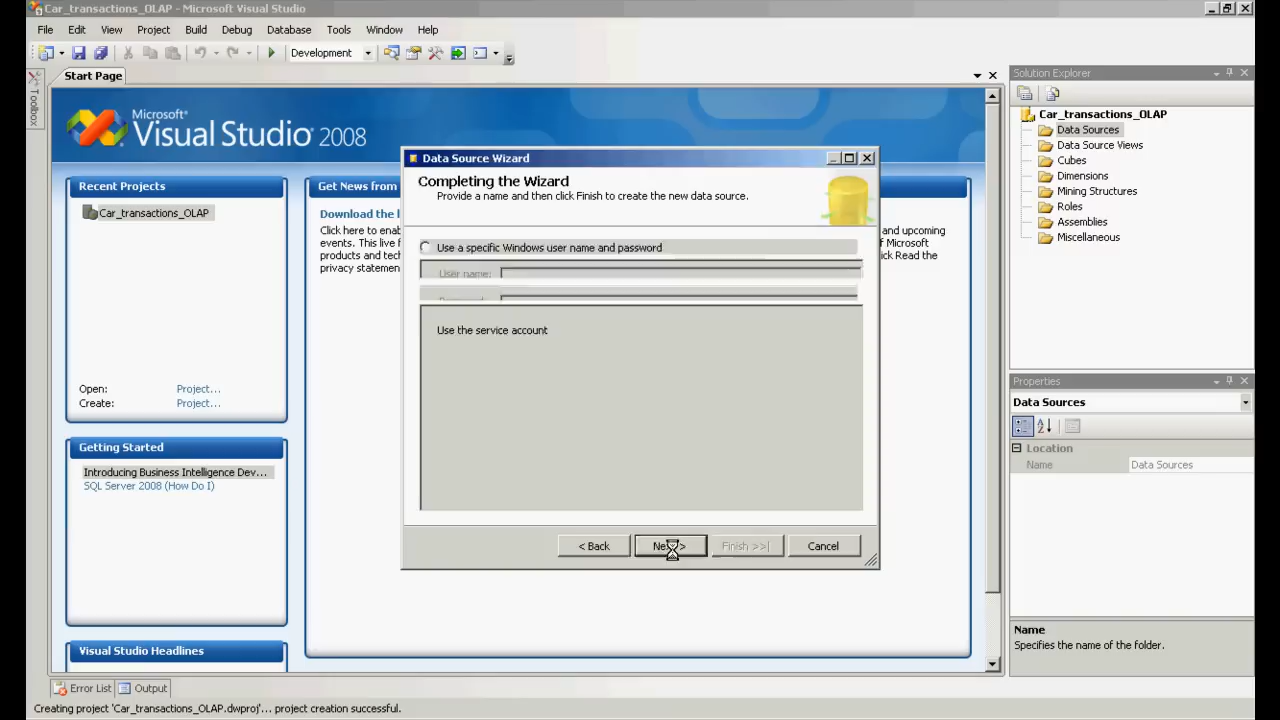 Car_transactions_OLAP - Microsoft Visual Studio
File Edit View Project Build Debug Database Tools Window Help
Development
Toolbox
Start Page
Microsoft®
Visual Studio® 2008
Recent Projects
Car_transactions_OLAP
Open: Project...
Create: Project...
Getting Started
Introducing Business Intelligence Dev...
SQL Server 2008 (How Do I)
Visual Studio Headlines
Get News from
Download the
Click here to enab
events. This live f
products and tech
privacy statemen
and upcoming
f Microsoft
ck Read the
Data Source Wizard
Completing the Wizard
Provide a name and then click Finish to create the new data source.
Use a specific Windows user name and password
User name:
Use the service account
< Back
Finish >>|
Cancel
Solution Explorer
Car_transactions_OLAP
Data Sources
Data Source Views
Cubes
Dimensions
Mining Structures
Roles
Assemblies
Miscellaneous
Properties
Data Sources
Location
Name Data Sources
Name
Specifies the name of the folder.
Error List Output
Creating project 'Car_transactions_OLAP.dwproj'... project creation successful.